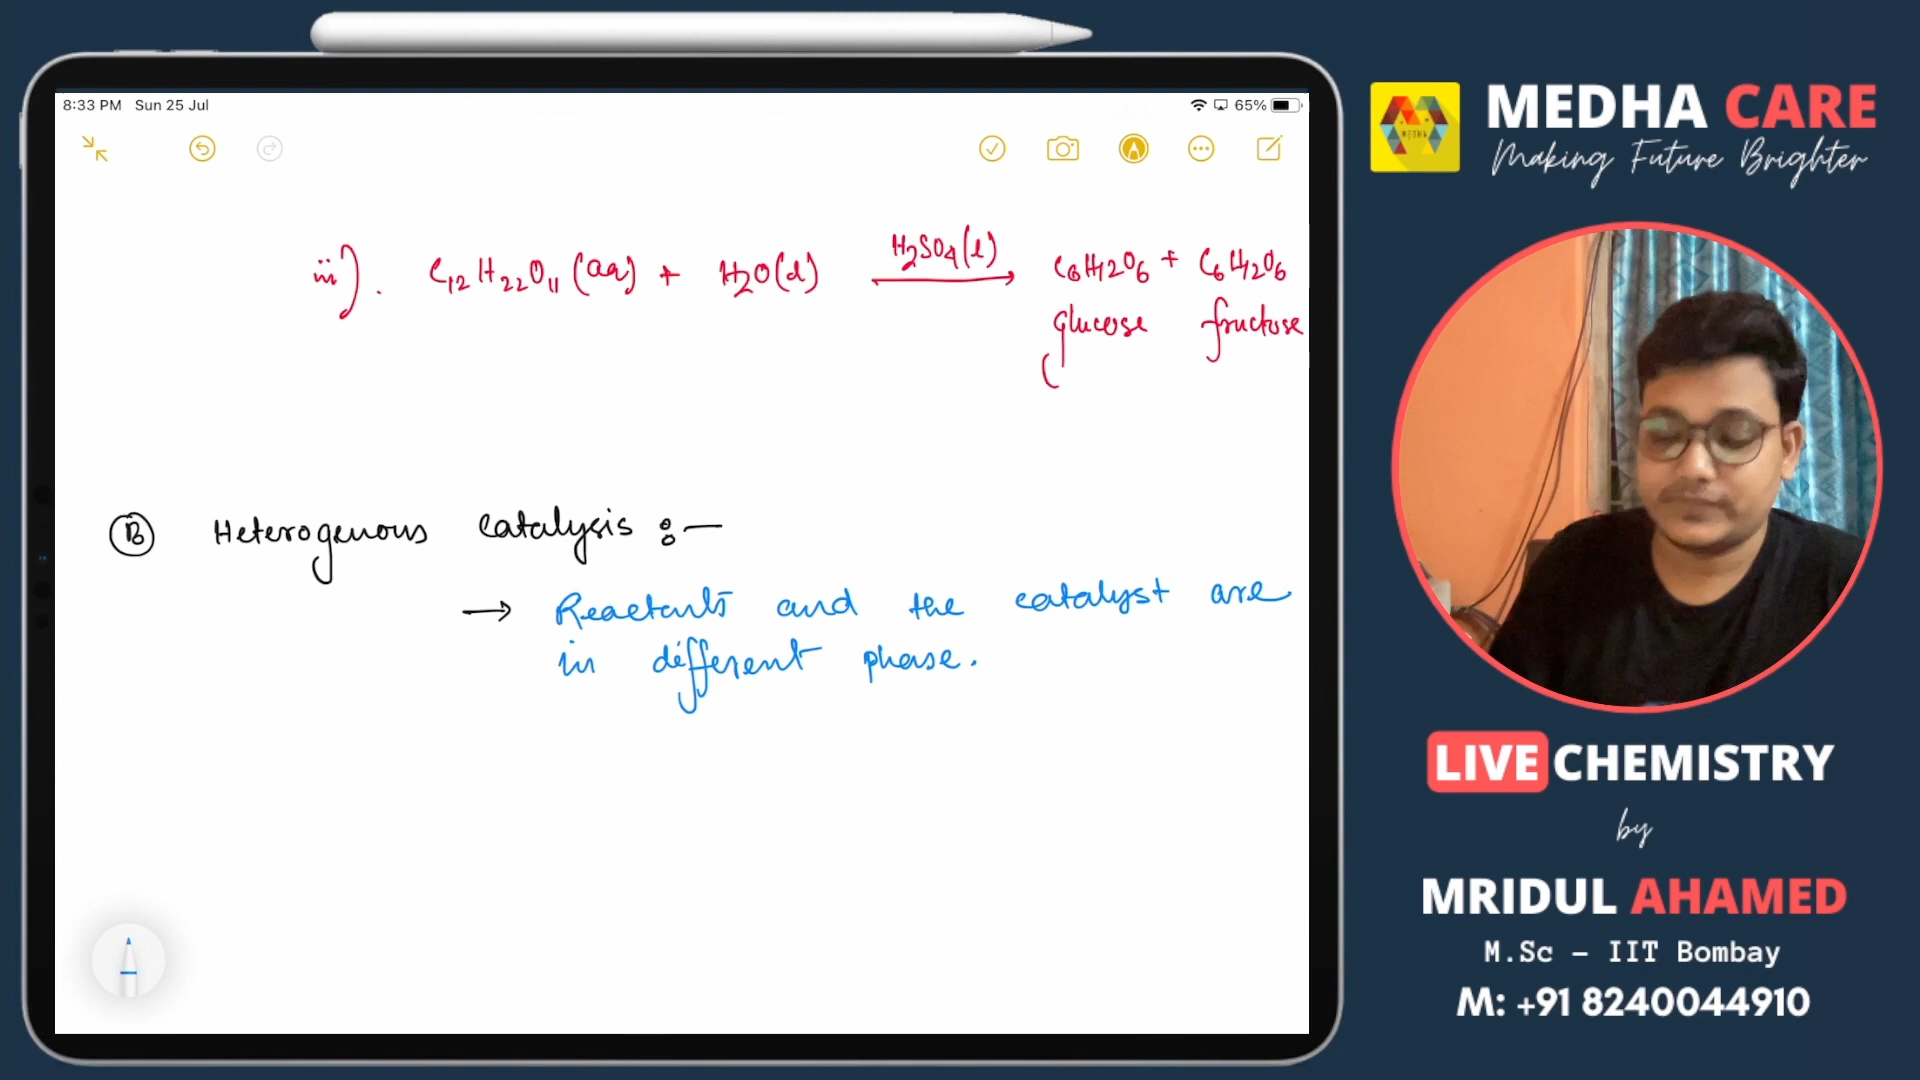 8:33 PM Sun 25 Jul
65%
MEDHA CARE
Making Future Brighter
MEDHA
iii). C12H22O11 (aq) + H2O(l) H2SO4(l) → C6H12O6 + C6H12O6
glucose fructose
(
B Heterogenous catalysis :-
→ Reactants and the catalyst are
in different phase.
LIVE CHEMISTRY
by
MRIDUL AHAMED
M.Sc - IIT Bombay
M: +91 8240044910